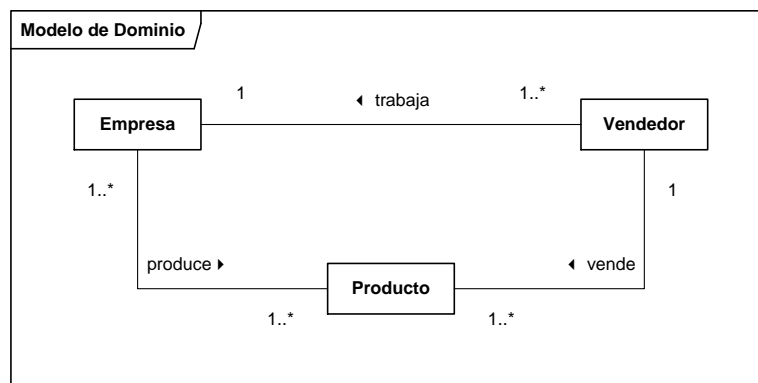 Modelo de Dominio
1
trabaja
1..*
Empresa
Vendedor
1..*
1
produce
vende
Producto
1..*
1..*